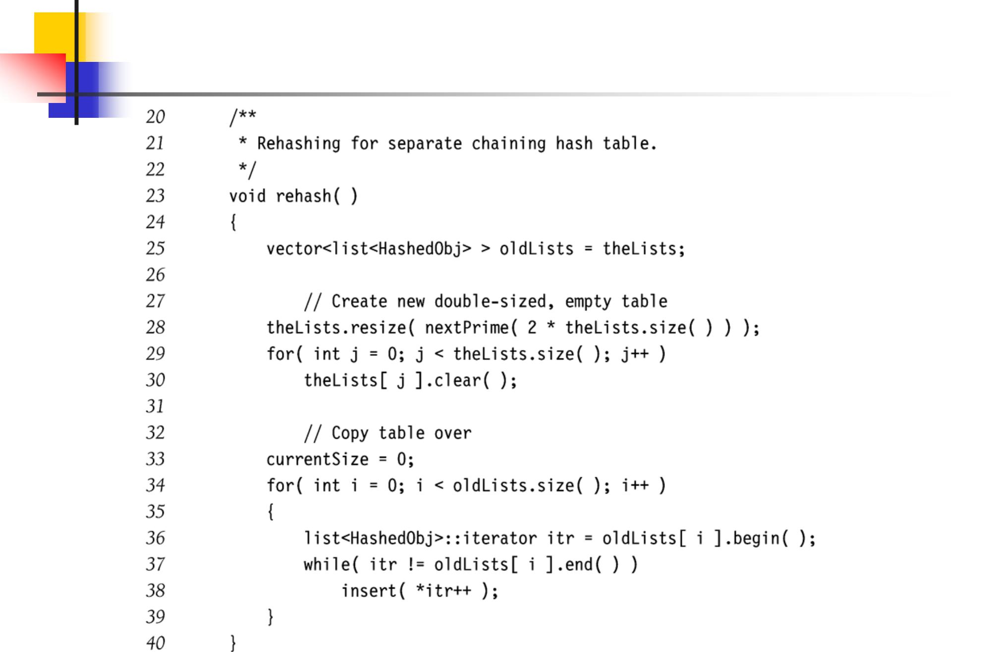 20 /**
21 * Rehashing for separate chaining hash table.
22 */
23 void rehash( )
24 {
25 vector<list<HashedObj> > oldLists = theLists;
26
27 // Create new double-sized, empty table
28 theLists.resize( nextPrime( 2 * theLists.size( ) ) );
29 for( int j = 0; j < theLists.size( ); j++ )
30 theLists[ j ].clear( );
31
32 // Copy table over
33 currentSize = 0;
34 for( int i = 0; i < oldLists.size( ); i++ )
35 {
36 list<HashedObj>::iterator itr = oldLists[ i ].begin( );
37 while( itr != oldLists[ i ].end( ) )
38 insert( *itr++ );
39 }
40 }